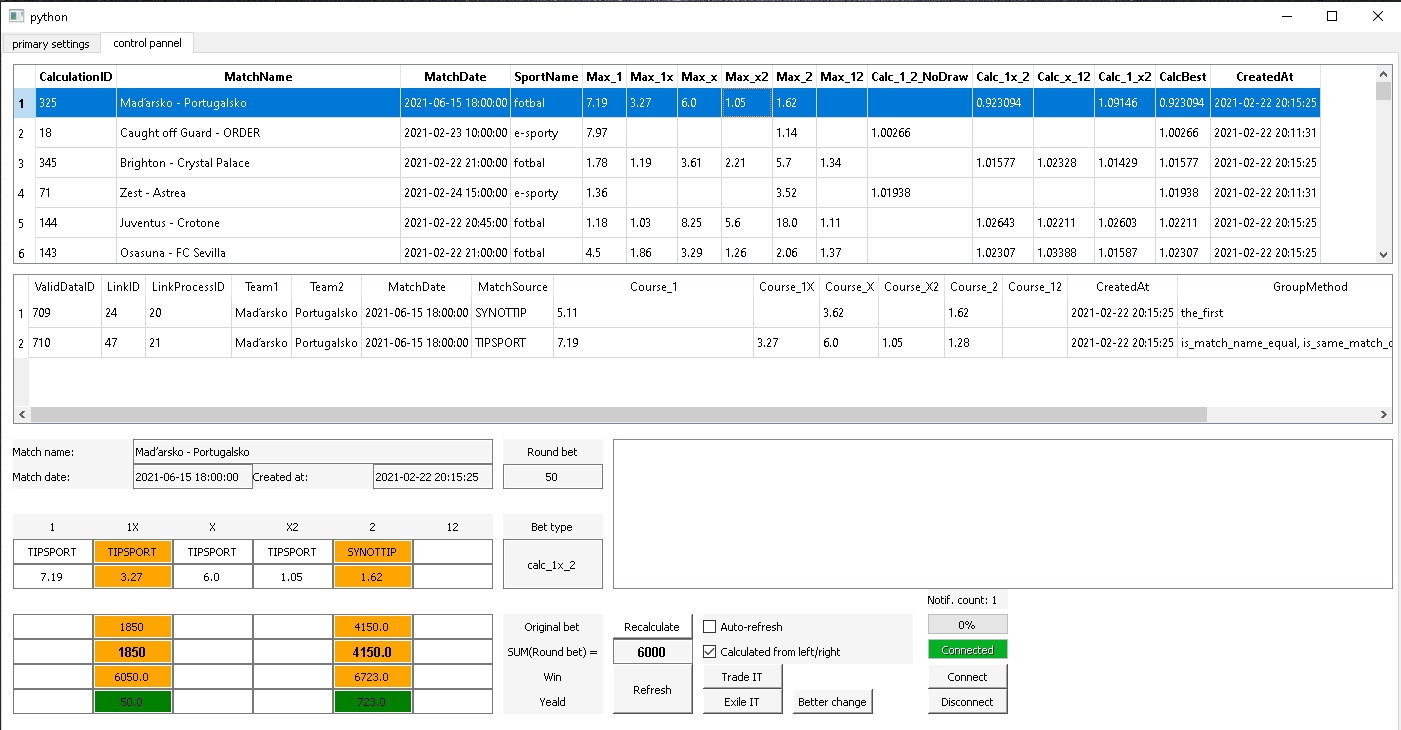 python
primary settings control pannel
CalculationID MatchName MatchDate SportName Max_1 Max_1x Max_x Max_x2 Max_2 Max_12 Calc_1_2_NoDraw Calc_1x_2 Calc_x_12 Calc_1_x2 CalcBest CreatedAt
1 325 Maďarsko - Portugalsko 2021-06-15 18:00:00 fotbal 7.19 3.27 6.0 1.05 1.62 0.923094 1.09146 0.923094 2021-02-22 20:15:25
2 18 Caught off Guard - ORDER 2021-02-23 10:00:00 e-sporty 7.97 1.14 1.00266 1.00266 2021-02-22 20:11:31
3 345 Brighton - Crystal Palace 2021-02-22 21:00:00 fotbal 1.78 1.19 3.61 2.21 5.7 1.34 1.01577 1.02328 1.01429 1.01577 2021-02-22 20:15:25
4 71 Zest - Astrea 2021-02-24 15:00:00 e-sporty 1.36 3.52 1.01938 1.01938 2021-02-22 20:11:31
5 144 Juventus - Crotone 2021-02-22 20:45:00 fotbal 1.18 1.03 8.25 5.6 18.0 1.11 1.02643 1.02211 1.02603 1.02211 2021-02-22 20:15:25
6 143 Osasuna - FC Sevilla 2021-02-22 21:00:00 fotbal 4.5 1.86 3.29 1.26 2.06 1.37 1.02307 1.03388 1.01587 1.02307 2021-02-22 20:15:25
ValidDataID LinkID LinkProcessID Team1 Team2 MatchDate MatchSource Course_1 Course_1X Course_X Course_X2 Course_2 Course_12 CreatedAt GroupMethod
1 709 24 20 Maďarsko Portugalsko 2021-06-15 18:00:00 SYNOTTIP 5.11 3.62 1.62 2021-02-22 20:15:25 the_first
2 710 47 21 Maďarsko Portugalsko 2021-06-15 18:00:00 TIPSPORT 7.19 3.27 6.0 1.05 1.28 2021-02-22 20:15:25 is_match_name_equal, is_same_match_
Match name: Maďarsko - Portugalsko Round bet
Match date: 2021-06-15 18:00:00 Created at: 2021-02-22 20:15:25 50
1 1X X X2 2 12 Bet type
TIPSPORT TIPSPORT TIPSPORT TIPSPORT SYNOTTIP
calc_1x_2
7.19 3.27 6.0 1.05 1.62
Notif. count: 1
1850 4150.0 Original bet Recalculate Auto-refresh 0%
1850 4150.0 SUM(Round bet) = 6000 Calculated from left/right Connected
6050.0 6723.0 Win Refresh Trade IT Connect
50.0 723.0 Yeald Exile IT Better change Disconnect